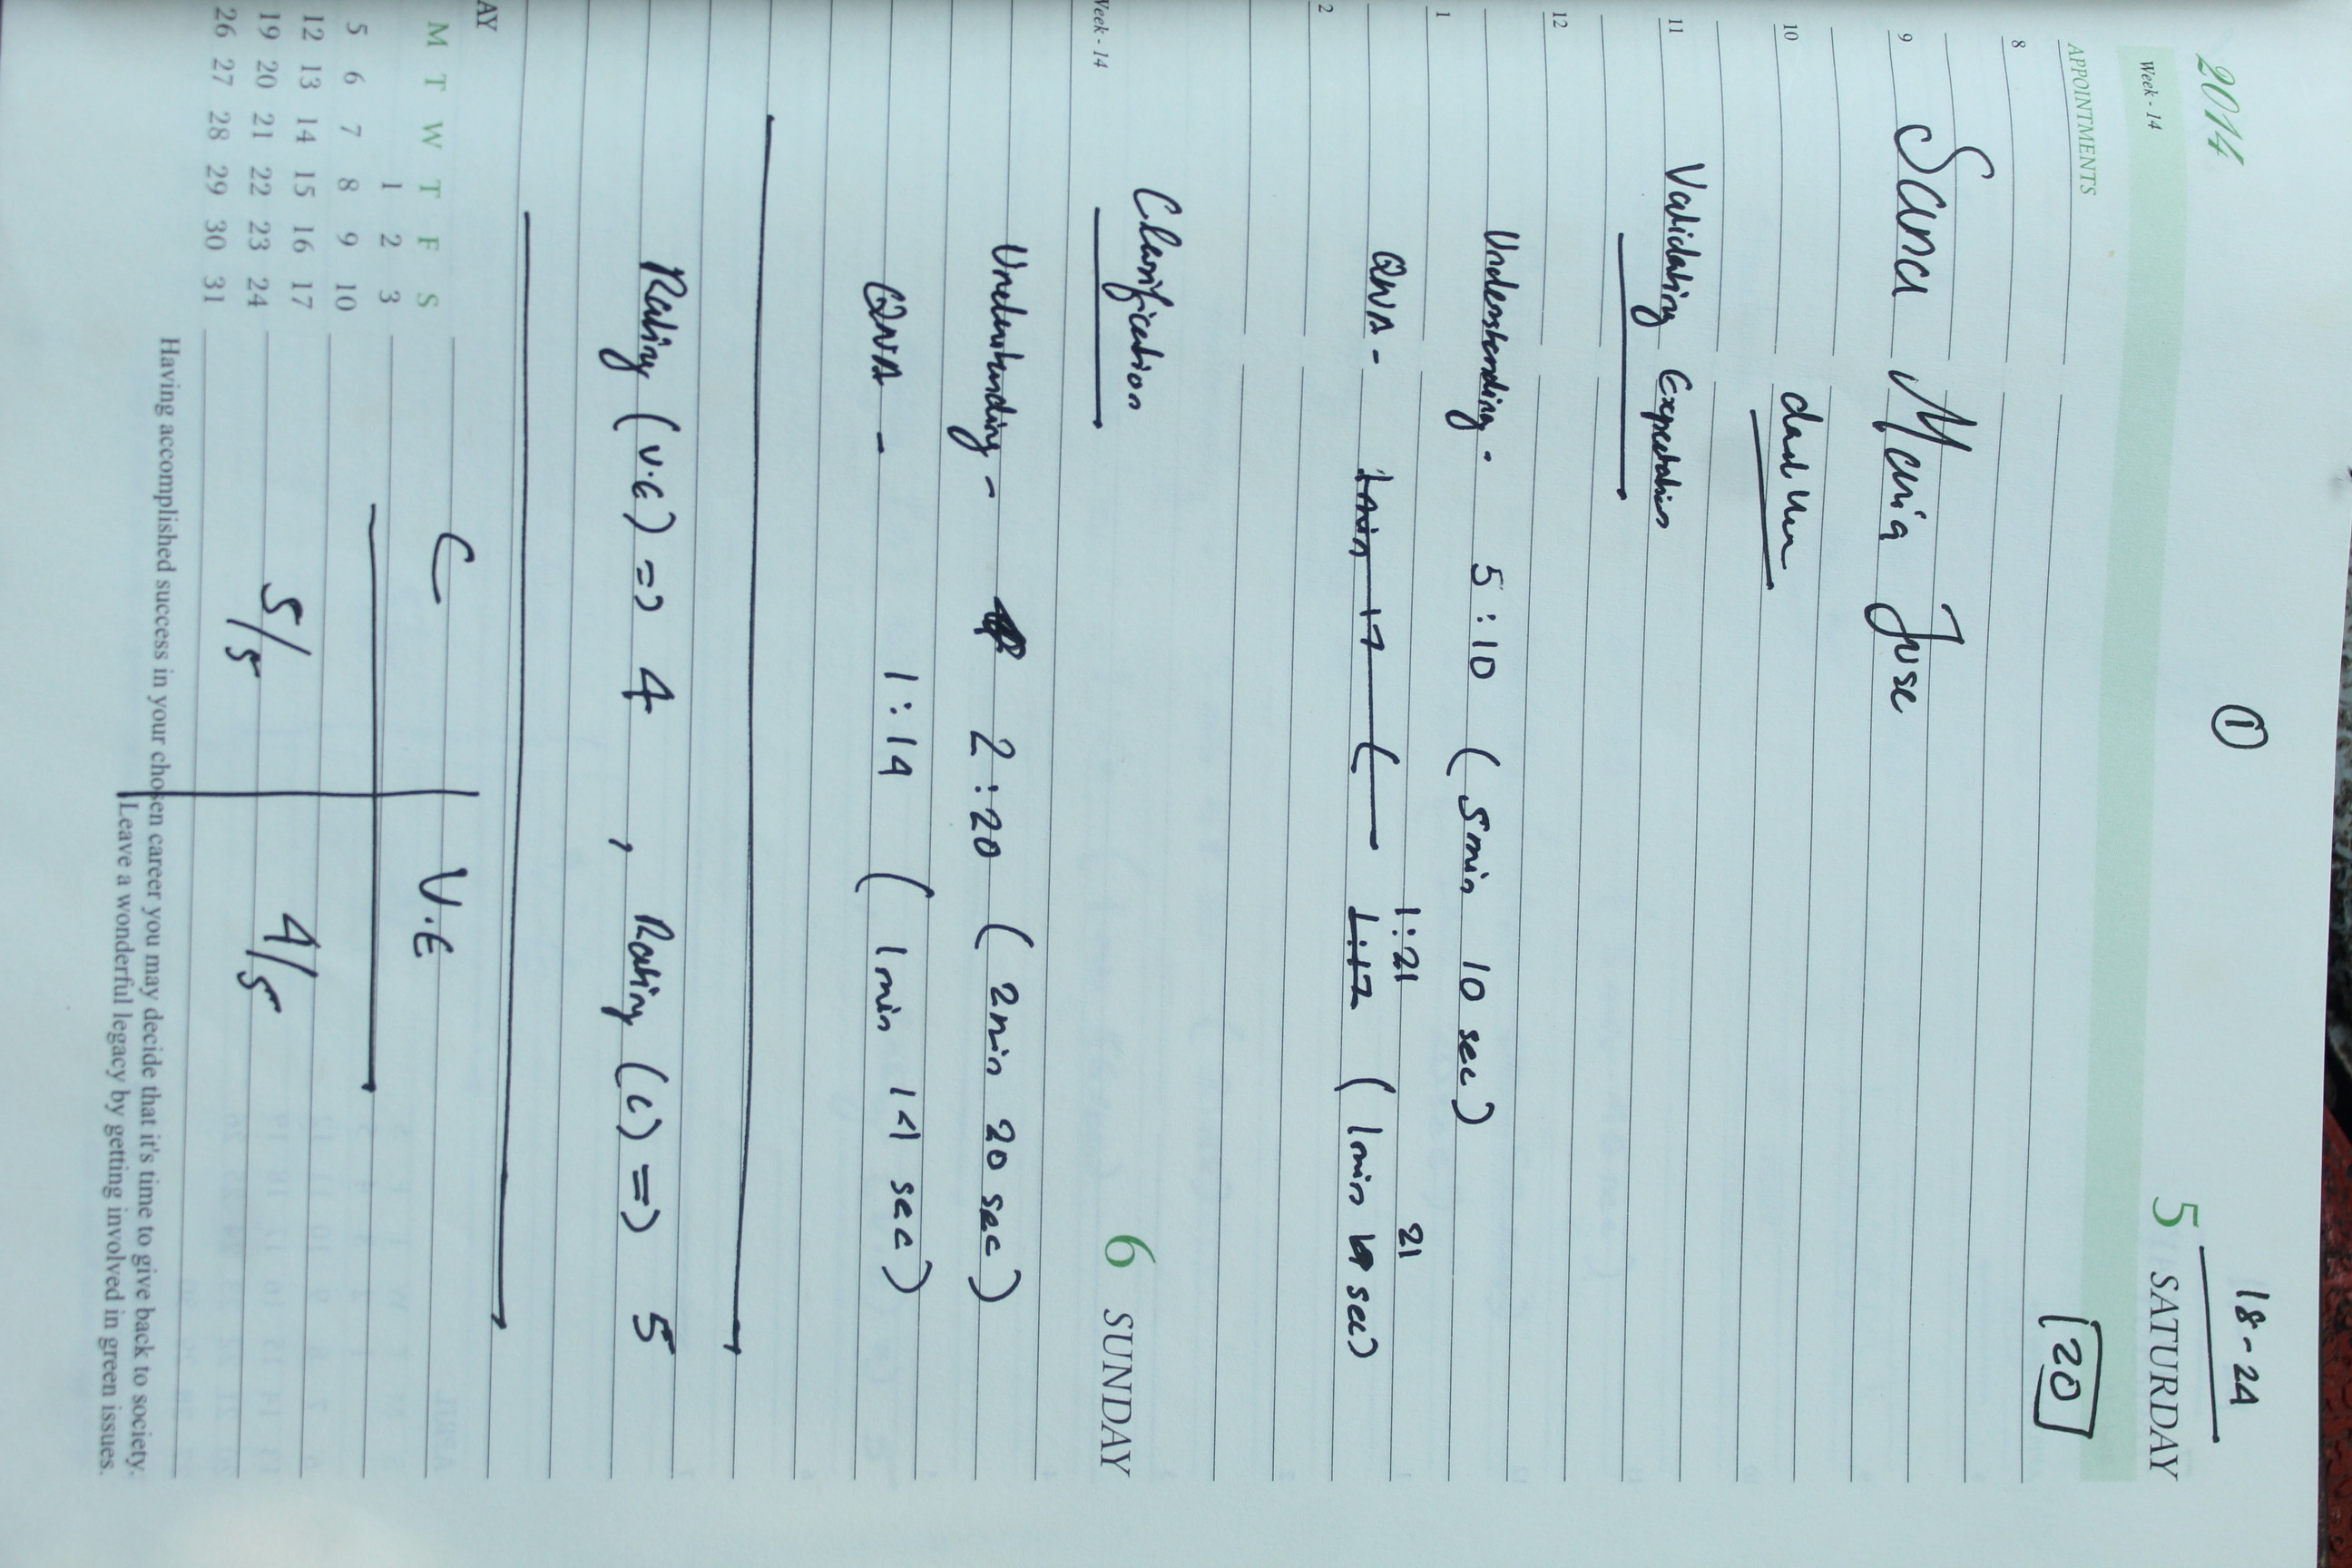 2014
①
18-24
Week - 14
5 SATURDAY
APPOINTMENTS
20
8
9 Sana Maria Jose
10
11 Validating Expectation
12
Understanding - 5:10 (5min 10 sec)
1
1:21 21
QNA - 1min 17 ( 1:17 (1min sec)
2
Clasification
Week - 14
6 SUNDAY
Understanding - 2:20 (2min 20 sec)
QNA - 1:14 (1min 14 sec)
Rating (V.E) => 4 , Rating (C) => 5
AY
C V.E
M T W T F S
1 2 3
5 6 7 8 9 10
12 13 14 15 16 17
5/5 4/5
19 20 21 22 23 24
26 27 28 29 30 31
Having accomplished success in your chosen career you may decide that it's time to give back to society.
Leave a wonderful legacy by getting involved in green issues.